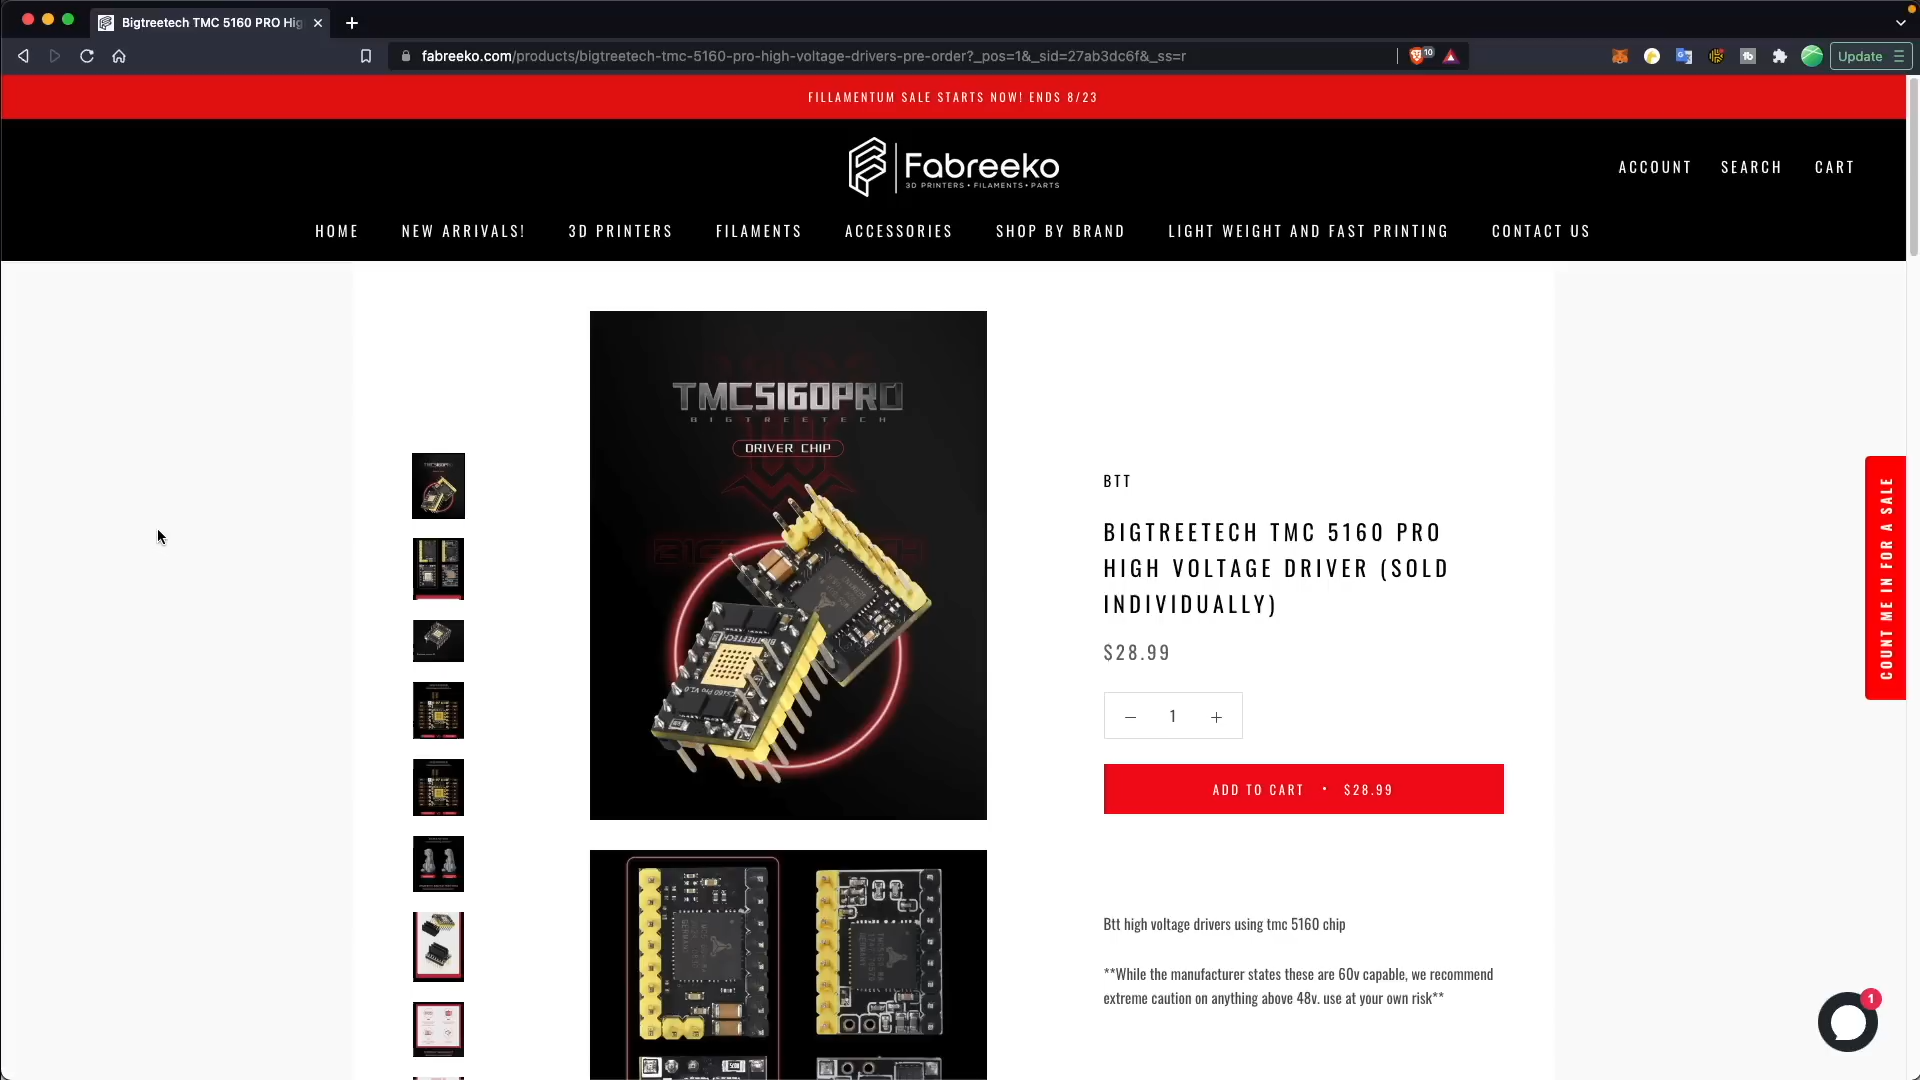 Bigtreetech TMC 5160 PRO Hig
fabreeko.com/products/bigtreetech-tmc-5160-pro-high-voltage-drivers-pre-order?_pos=1&_sid=27ab3dc6f&_ss=r
10
Update
FILLAMENTUM SALE STARTS NOW! ENDS 8/23
Fabreeko
3D PRINTERS • FILAMENTS • PARTS
ACCOUNT
SEARCH
CART
HOME
NEW ARRIVALS!
3D PRINTERS
FILAMENTS
ACCESSORIES
SHOP BY BRAND
LIGHT WEIGHT AND FAST PRINTING
CONTACT US
TMC5160PRO
BIGTREETECH
DRIVER CHIP
BIGTREETECH
BTT
BIGTREETECH TMC 5160 PRO
HIGH VOLTAGE DRIVER (SOLD
INDIVIDUALLY)
$28.99
1
ADD TO CART • $28.99
Btt high voltage drivers using tmc 5160 chip
**While the manufacturer states these are 60v capable, we recommend
extreme caution on anything above 48v. use at your own risk**
COUNT ME IN FOR A SALE
1